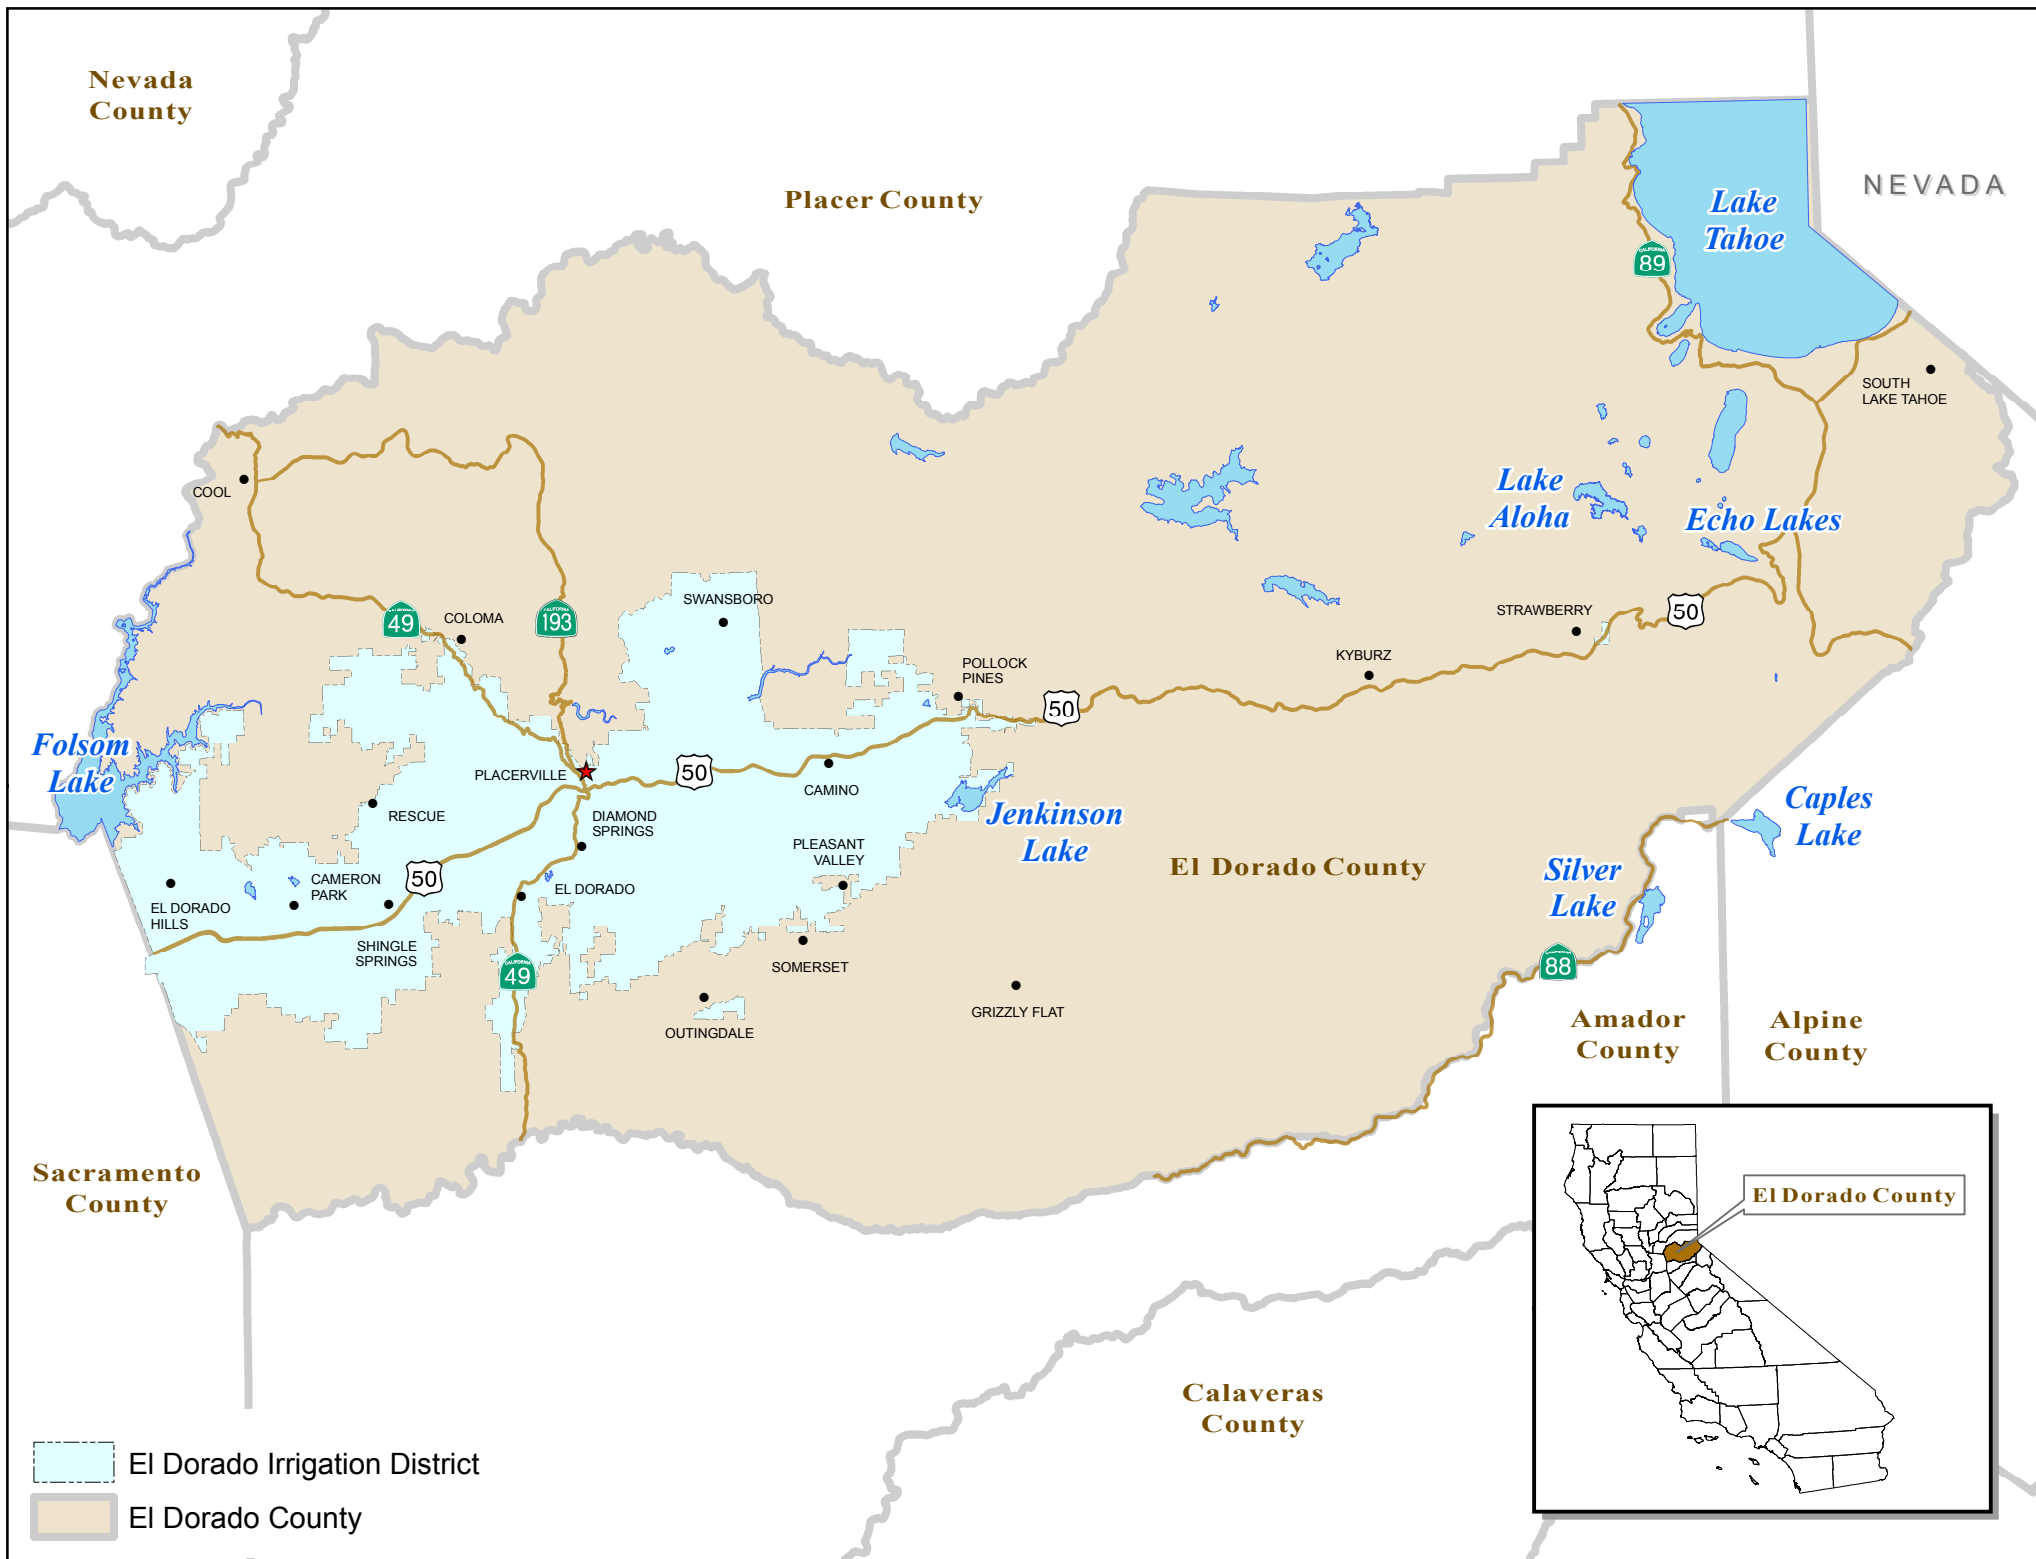 Nevada
County
Placer County
NEVADA
Lake
Tahoe
CALIFORNIA
89
SOUTH
LAKE TAHOE
COOL
Lake
Aloha
Echo Lakes
SWANSBORO
STRAWBERRY
50
49
COLOMA
CALIFORNIA
193
KYBURZ
POLLOCK
PINES
50
Folsom
Lake
PLACERVILLE
50
CAMINO
RESCUE
DIAMOND
SPRINGS
Jenkinson
Lake
Caples
Lake
PLEASANT
VALLEY
El Dorado County
Silver
Lake
50
CAMERON
PARK
EL DORADO
EL DORADO
HILLS
SHINGLE
SPRINGS
CALIFORNIA
49
SOMERSET
88
GRIZZLY FLAT
OUTINGDALE
Amador
County
Alpine
County
Sacramento
County
El Dorado County
Calaveras
County
El Dorado Irrigation District
El Dorado County